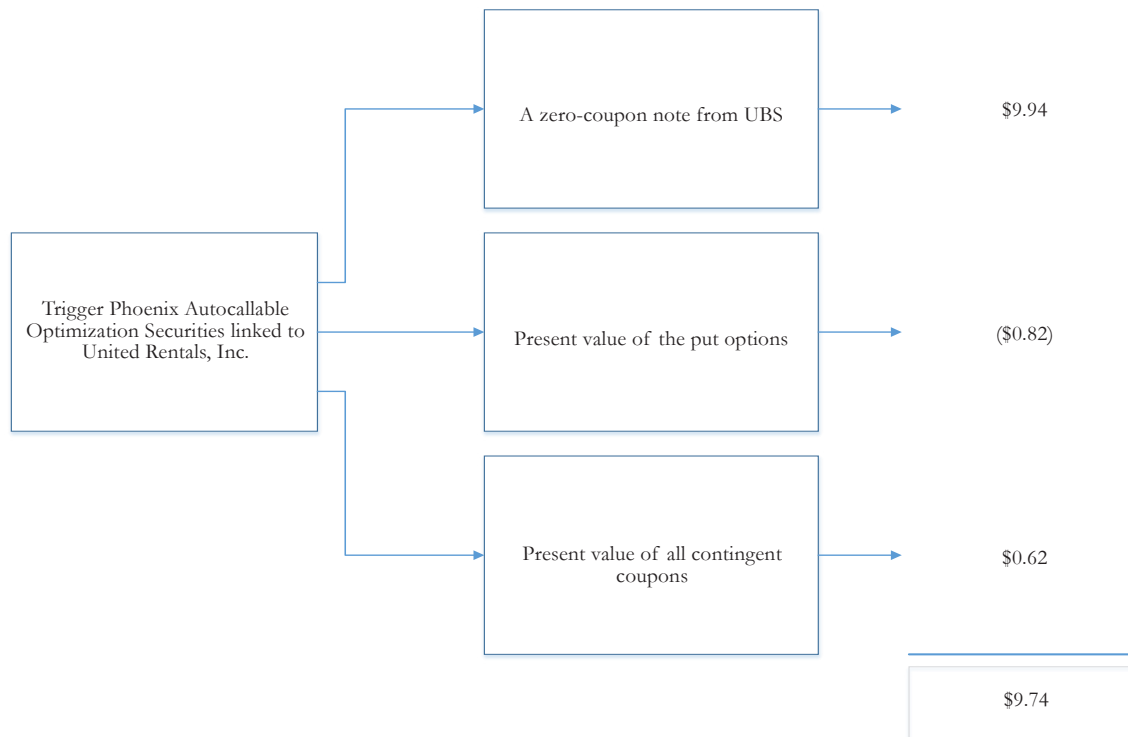 A zero-coupon note from UBS
$9.94
Trigger Phoenix Autocallable
Optimization Securities linked to
United Rentals, Inc.
Present value of the put options
($0.82)
Present value of all contingent
coupons
$0.62
$9.74